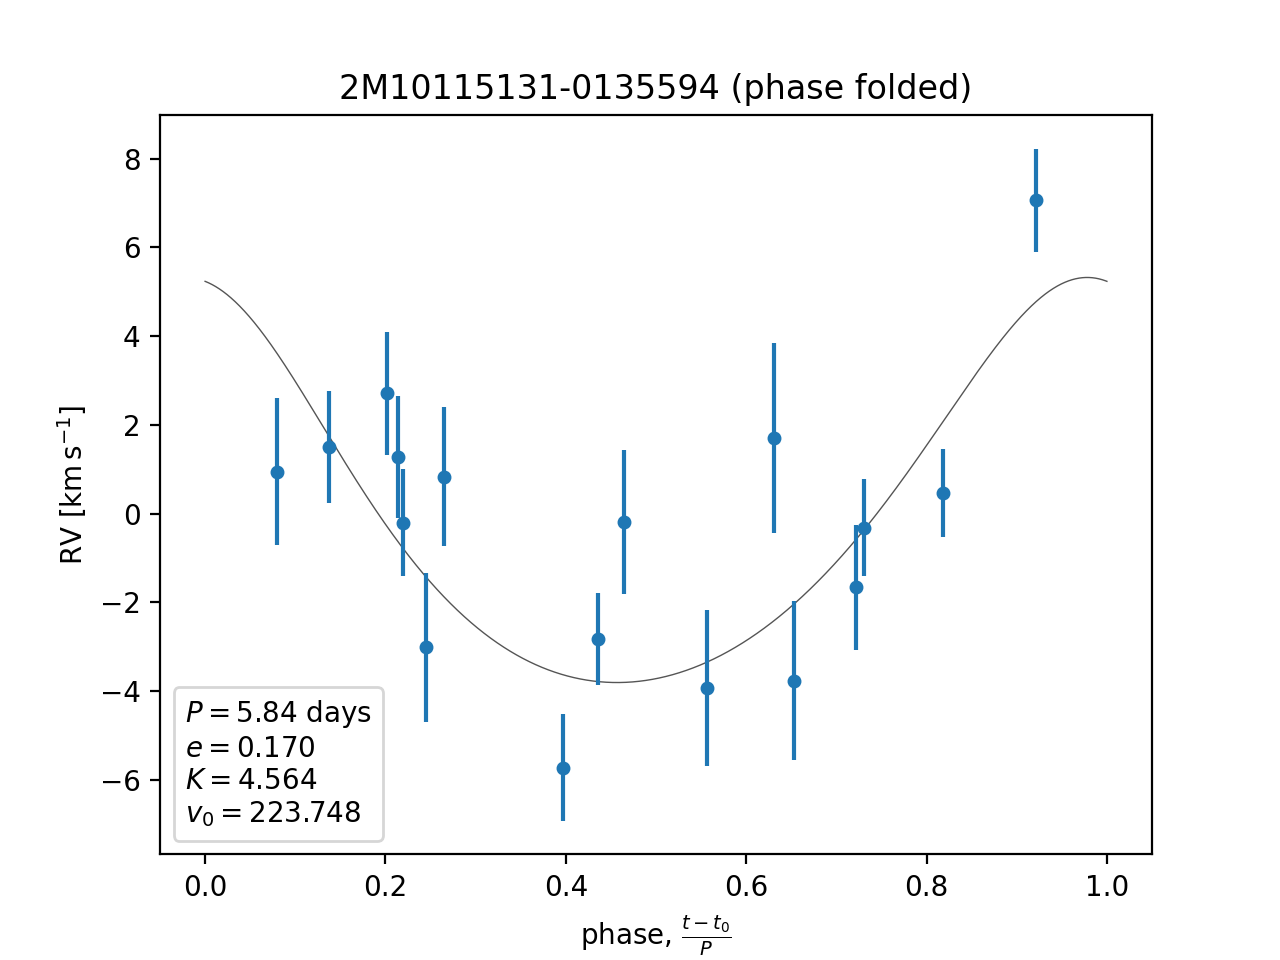 2M10115131-0135594 (phase folded)
RV [km s⁻¹]
8
6
4
2
0
−2
−4
−6
P = 5.84 days
e = 0.170
K = 4.564
v₀ = 223.748
0.0 0.2 0.4 0.6 0.8 1.0
phase, (t − t₀)/P